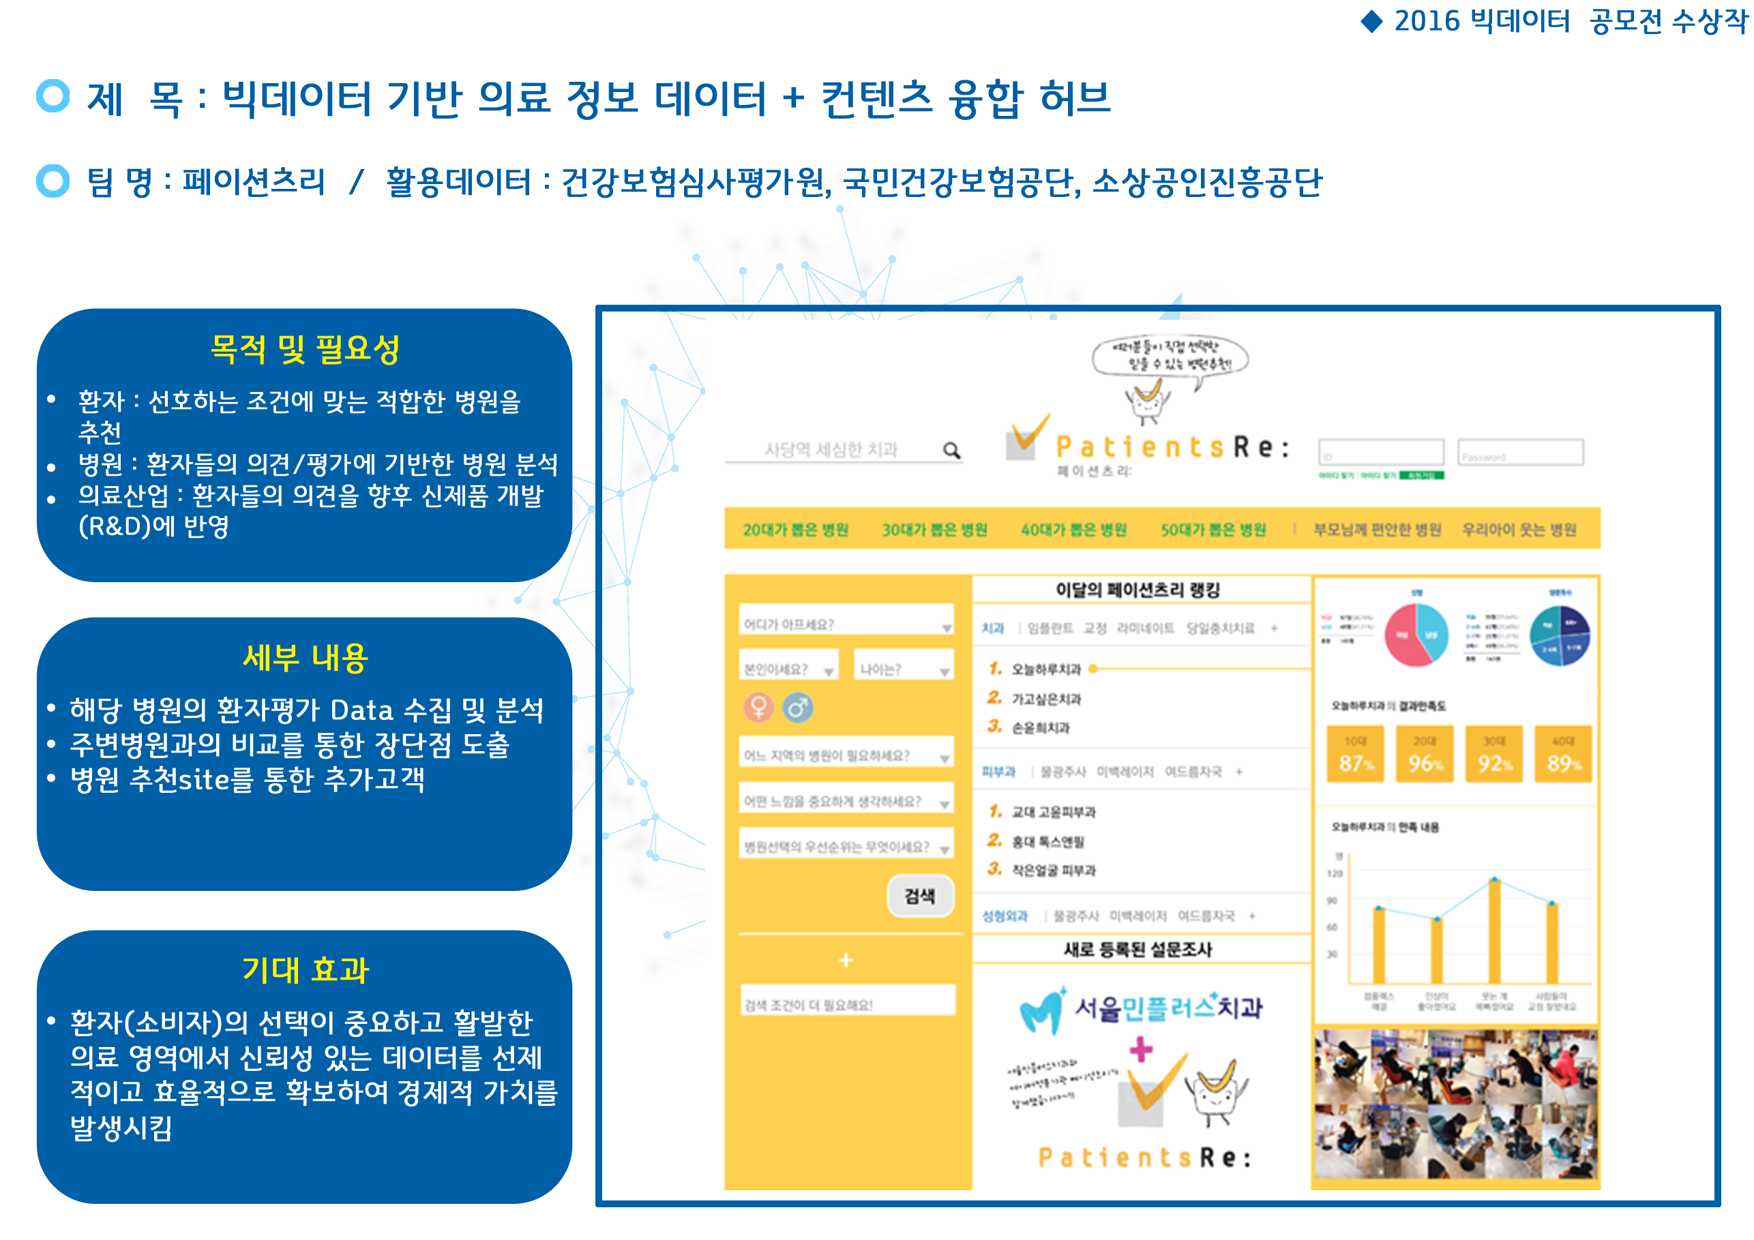 ◆ 2016 빅데이터 공모전 수상작
제 목 : 빅데이터 기반 의료 정보 데이터 + 컨텐츠 융합 허브
팀 명 : 페이션츠리 / 활용데이터 : 건강보험심사평가원, 국민건강보험공단, 소상공인진흥공단
목적 및 필요성
• 환자 : 선호하는 조건에 맞는 적합한 병원을
추천
• 병원 : 환자들의 의견/평가에 기반한 병원 분석
• 의료산업 : 환자들의 의견을 향후 신제품 개발
(R&D)에 반영
세부 내용
• 해당 병원의 환자평가 Data 수집 및 분석
• 주변병원과의 비교를 통한 장단점 도출
• 병원 추천site를 통한 추가고객
기대 효과
• 환자(소비자)의 선택이 중요하고 활발한
의료 영역에서 신뢰성 있는 데이터를 선제
적이고 효율적으로 확보하여 경제적 가치를
발생시킴
여러분들이 직접 선택한
믿을 수 있는 병원추천!
사당역 세심한 치과
PatientsRe:
페이션츠리:
ID
Password
아이디 찾기
20대가 뽑은 병원 30대가 뽑은 병원 40대가 뽑은 병원 50대가 뽑은 병원 | 부모님께 편안한 병원 우리아이 웃는 병원
어디가 아프세요?
본인이세요? 나이는?
어느 지역의 병원이 필요하세요?
어떤 느낌을 중요하게 생각하세요?
병원선택의 우선순위는 무엇이세요?
검색
+
검색 조건이 더 필요해요!
이달의 페이션츠리 랭킹
치과 | 임플란트 교정 라미네이트 당일충치치료 +
1. 오늘하루치과
2. 가고싶은치과
3. 손윤희치과
피부과 | 물광주사 미백레이저 여드름자국 +
1. 교대 고운피부과
2. 홍대 톡스앤필
3. 작은얼굴 피부과
성형외과 | 물광주사 미백레이저 여드름자국 +
새로 등록된 설문조사
서울민플러스치과
+
PatientsRe:
오늘하루치과 의 결과만족도
10대 20대 30대 40대
87% 96% 92% 89%
오늘하루치과 의 만족 내용
명
120
90
60
30